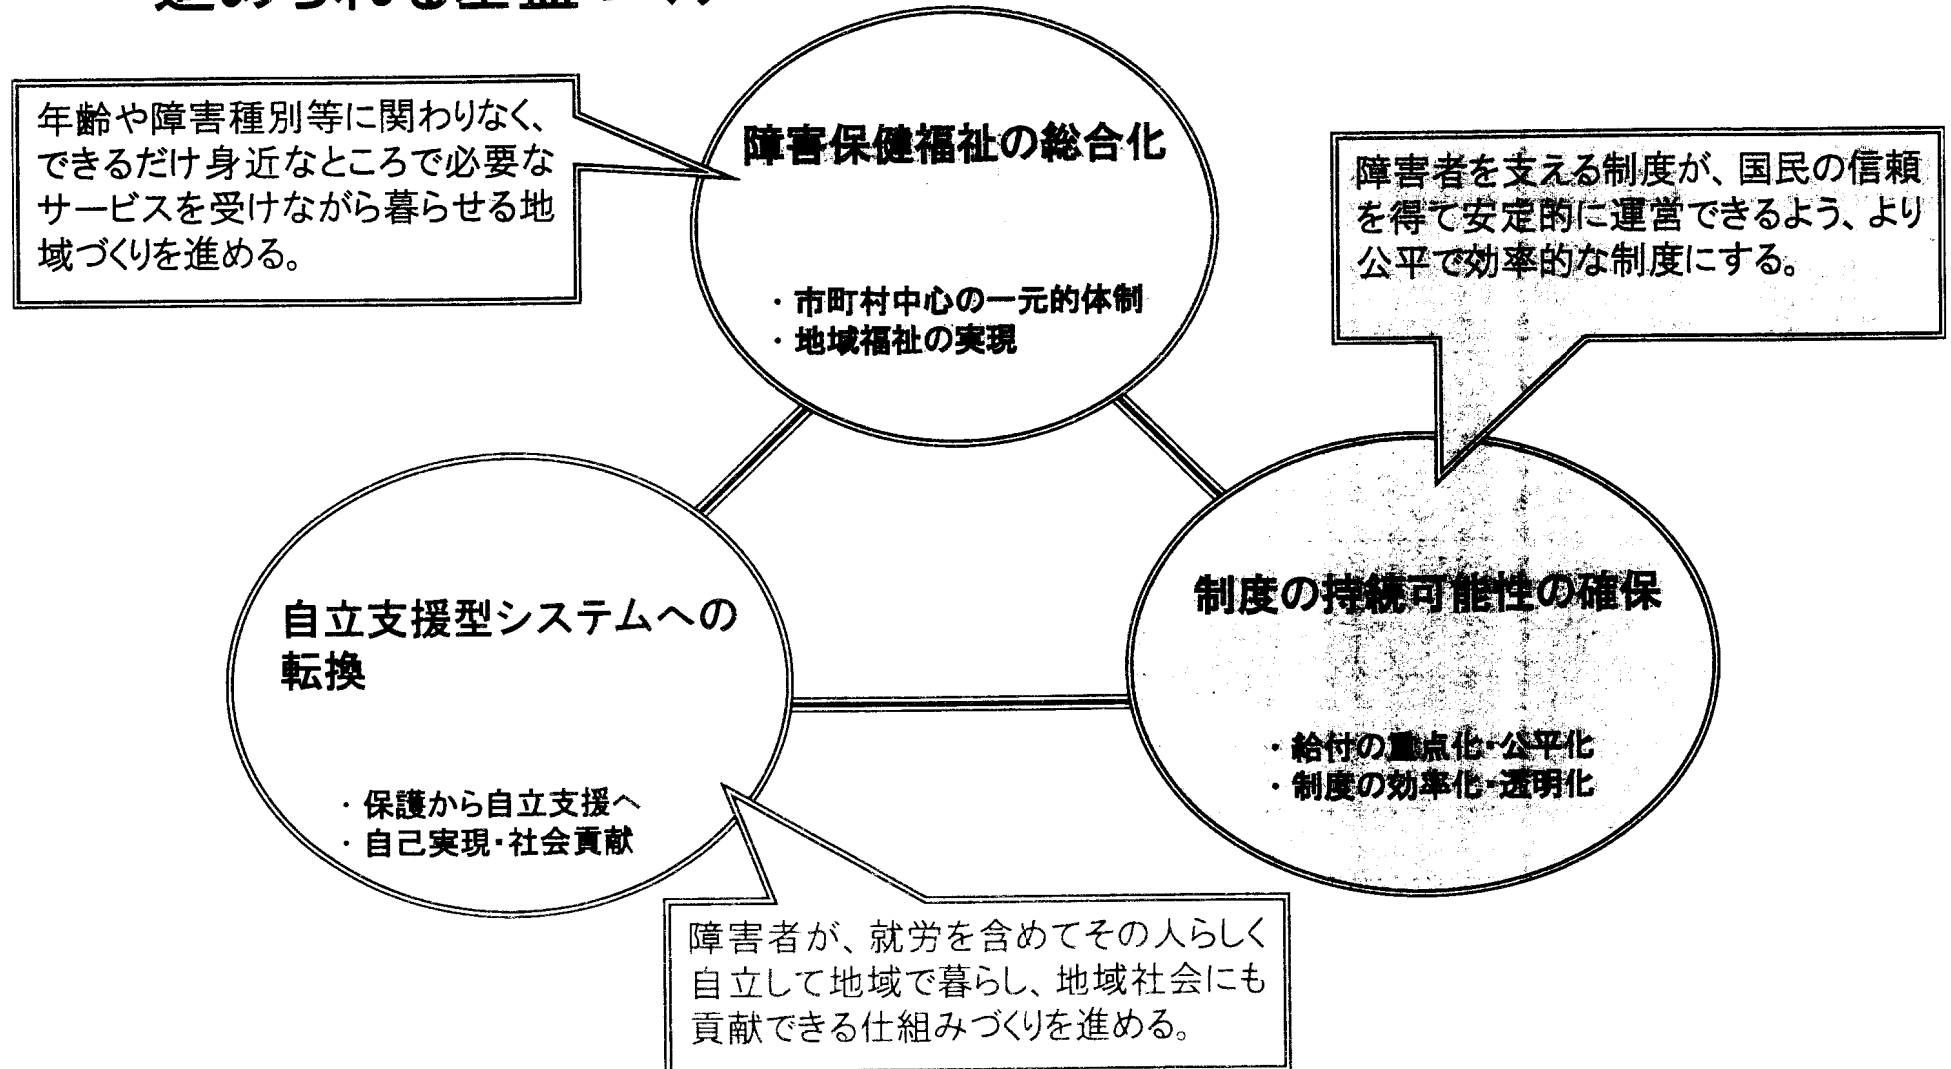 年齢や障害種別等に関わりなく、
できるだけ身近なところで必要な
サービスを受けながら暮らせる地
域づくりを進める。
障害保健福祉の総合化
・市町村中心の一元的体制
・地域福祉の実現
障害者を支える制度が、国民の信頼
を得て安定的に運営できるよう、より
公平で効率的な制度にする。
自立支援型システムへの
転換
・保護から自立支援へ
・自己実現・社会貢献
制度の持続可能性の確保
・給付の重点化・公平化
・制度の効率化・透明化
障害者が、就労を含めてその人らしく
自立して地域で暮らし、地域社会にも
貢献できる仕組みづくりを進める。